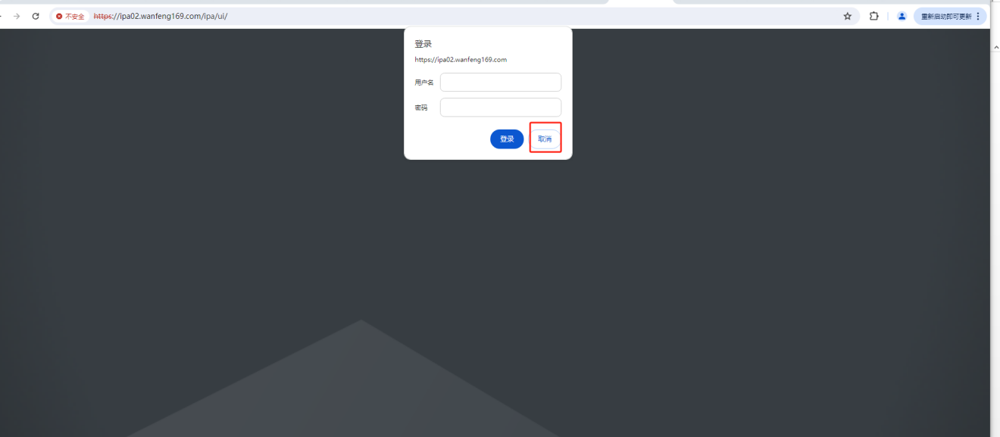 不安全 https://ipa02.wanfeng169.com/ipa/ui/ 重新启动即可更新
登录
https://ipa02.wanfeng169.com
用户名
密码
登录 取消